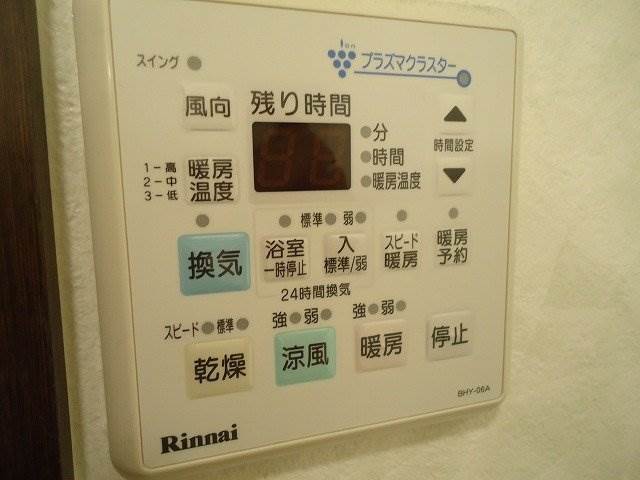 スイング
ion
プラズマクラスター
風向
残り時間
分
時間
暖房温度
時間設定
1－高
2－中
3－低
暖房
温度
換気
標準 弱
浴室
一時停止
入
標準/弱
24時間換気
スピード
暖房
暖房
予約
スピード 標準
乾燥
強 弱
涼風
強 弱
暖房
停止
BHY-06A
Rinnai